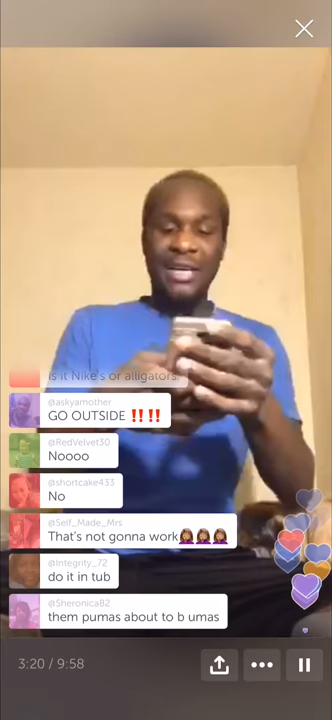 is it Nike's or alligators.
@askyamother
GO OUTSIDE ‼️ ‼️
@RedVelvet30
Noooo
@shortcake433
No
@Self_Made_Mrs
That's not gonna work🤦🏽‍♀️🤦🏽‍♀️🤦🏽‍♀️
@Integrity_72
do it in tub
@SheronicaB2
them pumas about to b umas
3:20 / 9:58